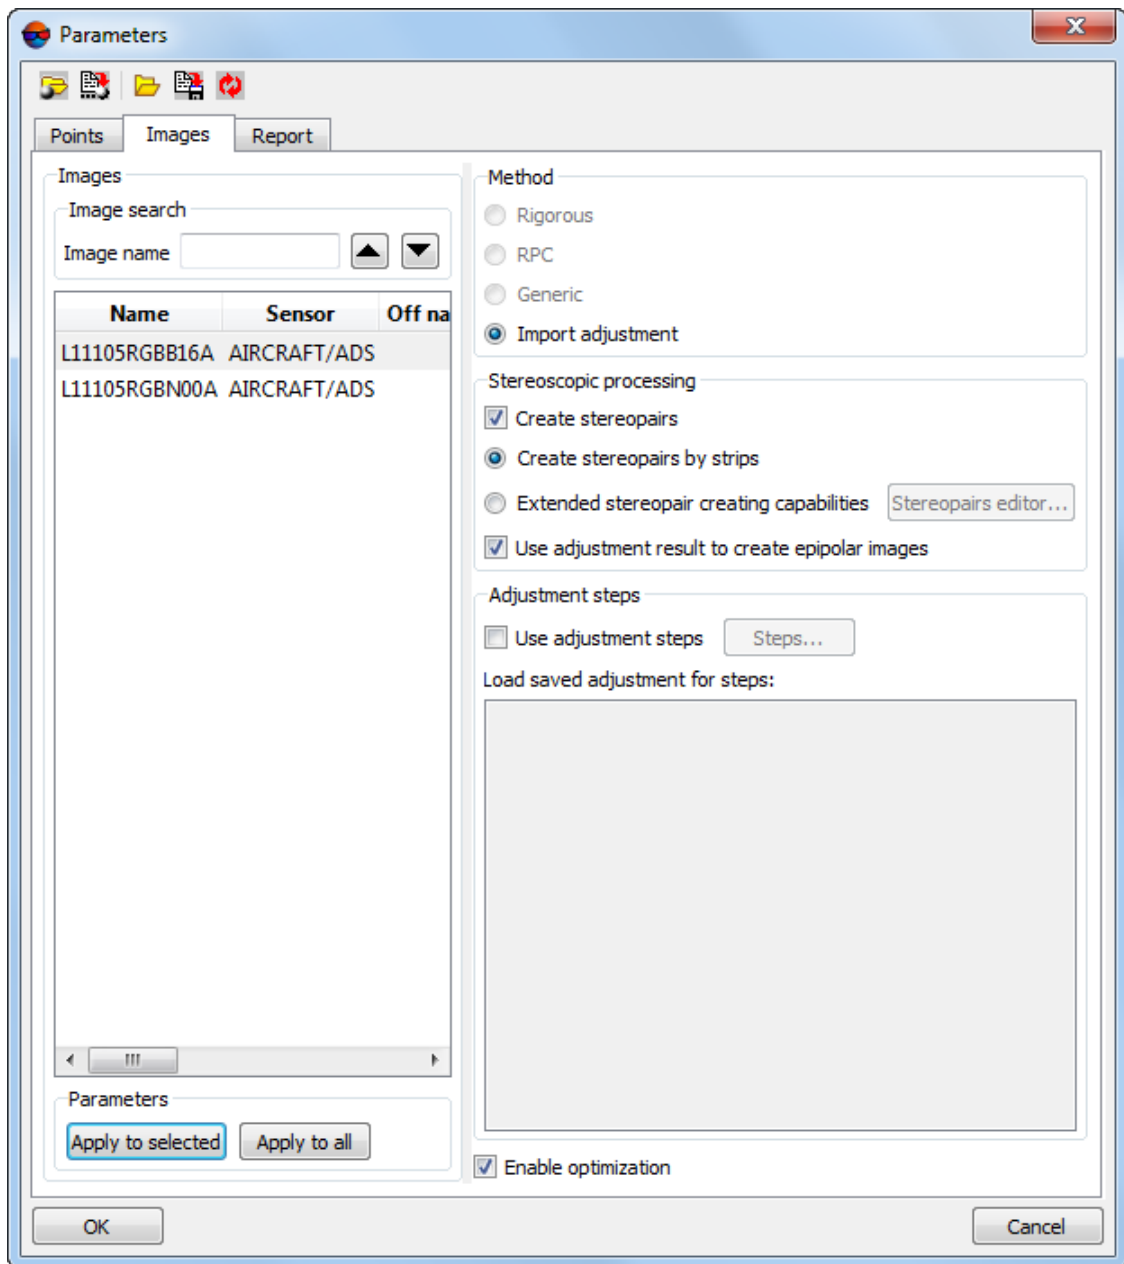 Parameters
Points Images Report
Images
Image search
Image name
Name Sensor Off na
L11105RGBB16A AIRCRAFT/ADS
L11105RGBN00A AIRCRAFT/ADS
Parameters
Apply to selected Apply to all
Method
Rigorous
RPC
Generic
Import adjustment
Stereoscopic processing
Create stereopairs
Create stereopairs by strips
Extended stereopair creating capabilities Stereopairs editor...
Use adjustment result to create epipolar images
Adjustment steps
Use adjustment steps Steps...
Load saved adjustment for steps:
Enable optimization
OK Cancel